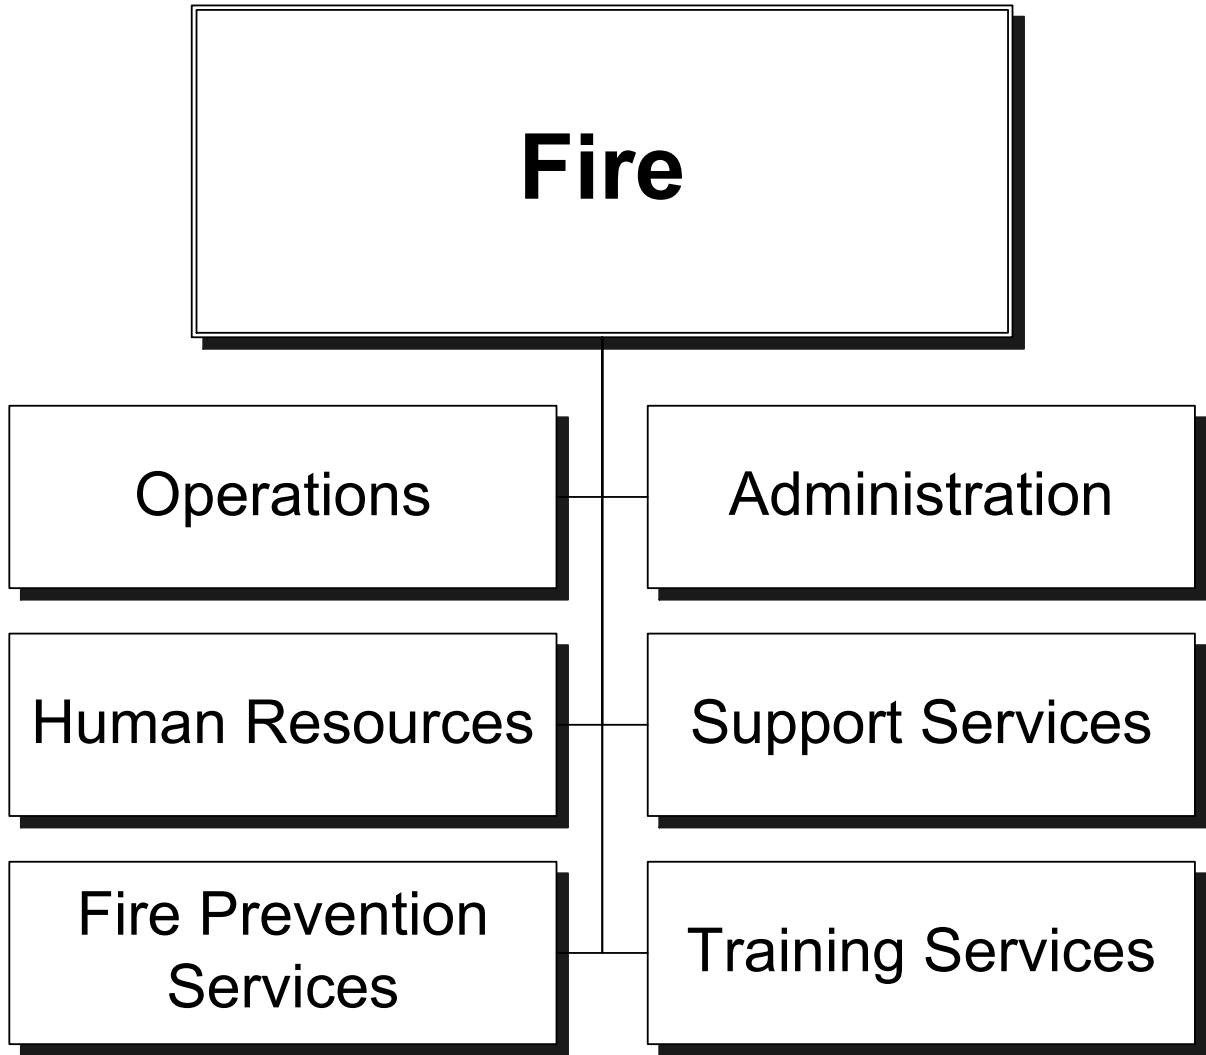 Fire
Operations
Administration
Human Resources
Support Services
Fire Prevention
Services
Training Services